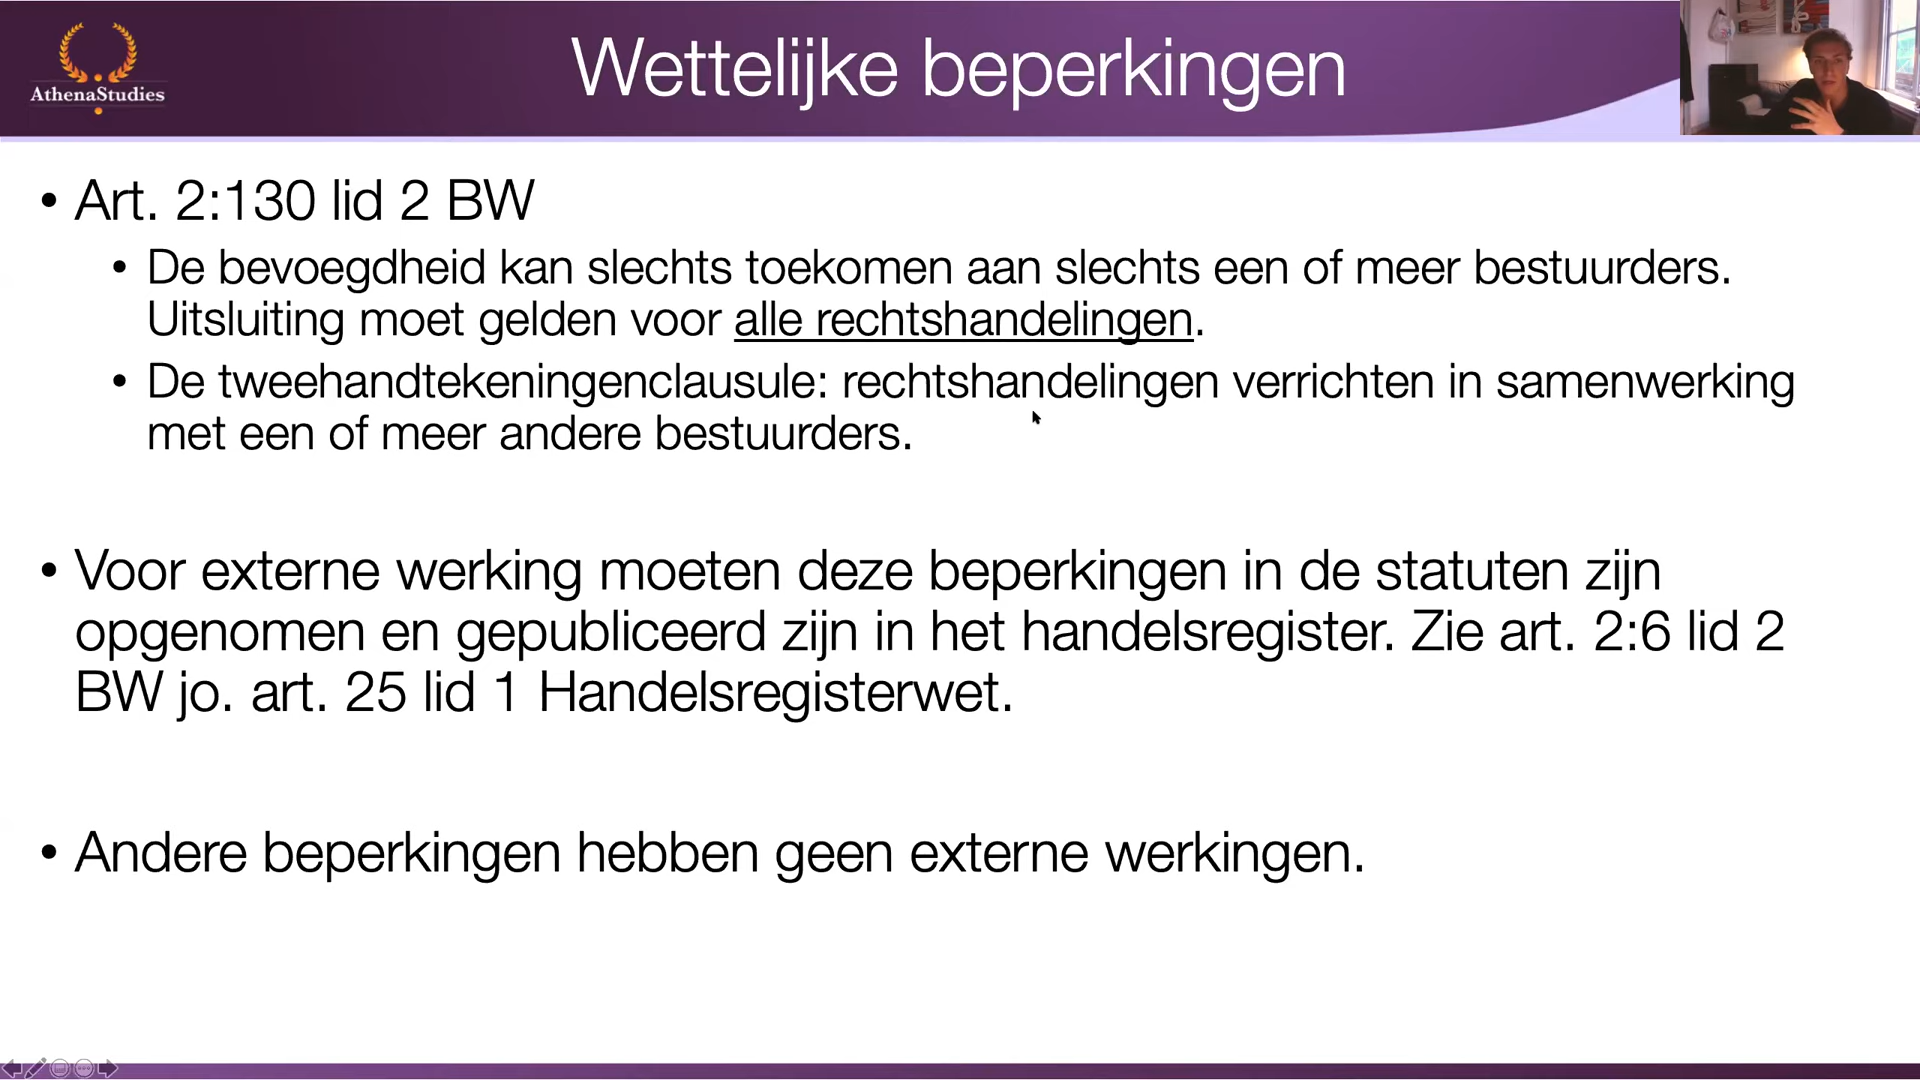 AthenaStudies
Wettelijke beperkingen
• Art. 2:130 lid 2 BW
• De bevoegdheid kan slechts toekomen aan slechts een of meer bestuurders.
Uitsluiting moet gelden voor alle rechtshandelingen.
• De tweehandtekeningenclausule: rechtshandelingen verrichten in samenwerking
met een of meer andere bestuurders.
• Voor externe werking moeten deze beperkingen in de statuten zijn
opgenomen en gepubliceerd zijn in het handelsregister. Zie art. 2:6 lid 2
BW jo. art. 25 lid 1 Handelsregisterwet.
• Andere beperkingen hebben geen externe werkingen.